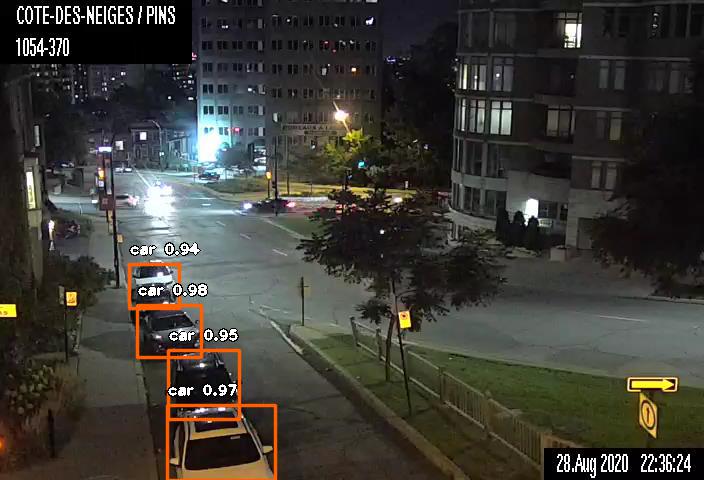 COTE-DES-NEIGES / PINS
1054-370
car 0.94
car 0.98
car 0.95
car 0.97
28.Aug 2020 22:36:24